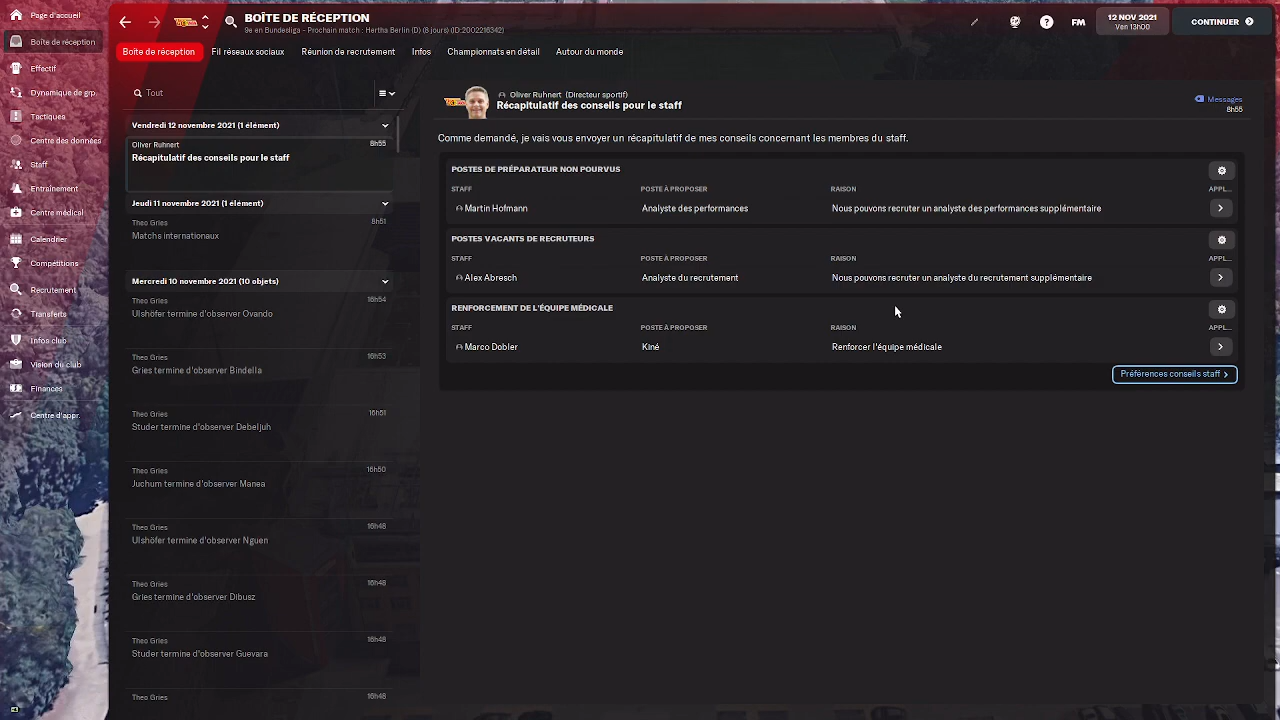 Page d'accueil
Boîte de réception
Effectif
Dynamique de grp.
Tactiques
Centre des données
Staff
Entraînement
Centre médical
Calendrier
Compétitions
Recrutement
Transferts
Infos club
Vision du club
Finances
Centre d'appr.
BOÎTE DE RÉCEPTION
9e en Bundesliga - Prochain match : Hertha Berlin (D) (8 jours) (ID:2002216342)
FM
12 NOV 2021
Ven 13h00
CONTINUER
Boîte de réception
Fil réseaux sociaux
Réunion de recrutement
Infos
Championnats en détail
Autour du monde
Tout
Vendredi 12 novembre 2021 (1 élément)
Oliver Ruhnert 8h55
Récapitulatif des conseils pour le staff
Jeudi 11 novembre 2021 (1 élément)
Theo Gries 8h51
Matchs internationaux
Mercredi 10 novembre 2021 (10 objets)
Theo Gries 16h54
Ulshöfer termine d'observer Ovando
Theo Gries 16h53
Gries termine d'observer Bindella
Theo Gries 16h51
Studer termine d'observer Debeljuh
Theo Gries 16h50
Juchum termine d'observer Manea
Theo Gries 16h48
Ulshöfer termine d'observer Nguen
Theo Gries 16h48
Gries termine d'observer Dibusz
Theo Gries 16h48
Studer termine d'observer Guevara
Theo Gries 16h48
Oliver Ruhnert (Directeur sportif)
Récapitulatif des conseils pour le staff
Messages
8h55
Comme demandé, je vais vous envoyer un récapitulatif de mes conseils concernant les membres du staff.
POSTES DE PRÉPARATEUR NON POURVUS
STAFF POSTE À PROPOSER RAISON APPL...
Martin Hofmann Analyste des performances Nous pouvons recruter un analyste des performances supplémentaire
POSTES VACANTS DE RECRUTEURS
STAFF POSTE À PROPOSER RAISON APPL...
Alex Abresch Analyste du recrutement Nous pouvons recruter un analyste du recrutement supplémentaire
RENFORCEMENT DE L'ÉQUIPE MÉDICALE
STAFF POSTE À PROPOSER RAISON APPL...
Marco Dobler Kiné Renforcer l'équipe médicale
Préférences conseils staff